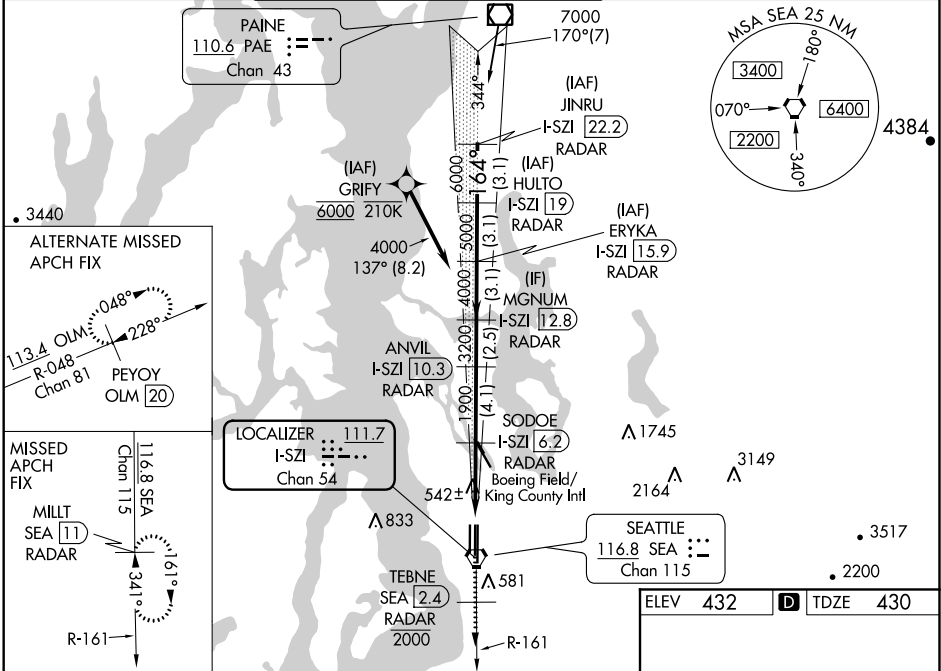 PAINE
110.6 PAE
Chan 43
7000
170°(7)
344°
(IAF)
JINRU
I-SZI 22.2
RADAR
164°
6000
(3.1)
(IAF)
HULTO
I-SZI 19
RADAR
(IAF)
GRIFY
6000 210K
5000
(3.1)
(IAF)
ERYKA
I-SZI 15.9
RADAR
4000
137° (8.2)
4000
(3.1)
(IF)
MGNUM
I-SZI 12.8
RADAR
3200
(2.5)
ANVIL
I-SZI 10.3
RADAR
1900
(4.1)
SODOE
I-SZI 6.2
RADAR
Boeing Field/
King County Intl
LOCALIZER 111.7
I-SZI
Chan 54
542±
833
1745
2164
3149
SEATTLE
116.8 SEA
Chan 115
3517
2200
581
TEBNE
SEA 2.4
RADAR
2000
R-161
MSA SEA 25 NM
180°
3400
070°
6400
2200
340°
4384
3440
ALTERNATE MISSED
APCH FIX
048°
228°
113.4 OLM
R-048
Chan 81
PEYOY
OLM 20
MISSED
APCH
FIX
116.8 SEA
Chan 115
MILLT
SEA 11
RADAR
161°
341°
R-161
ELEV 432
D
TDZE 430